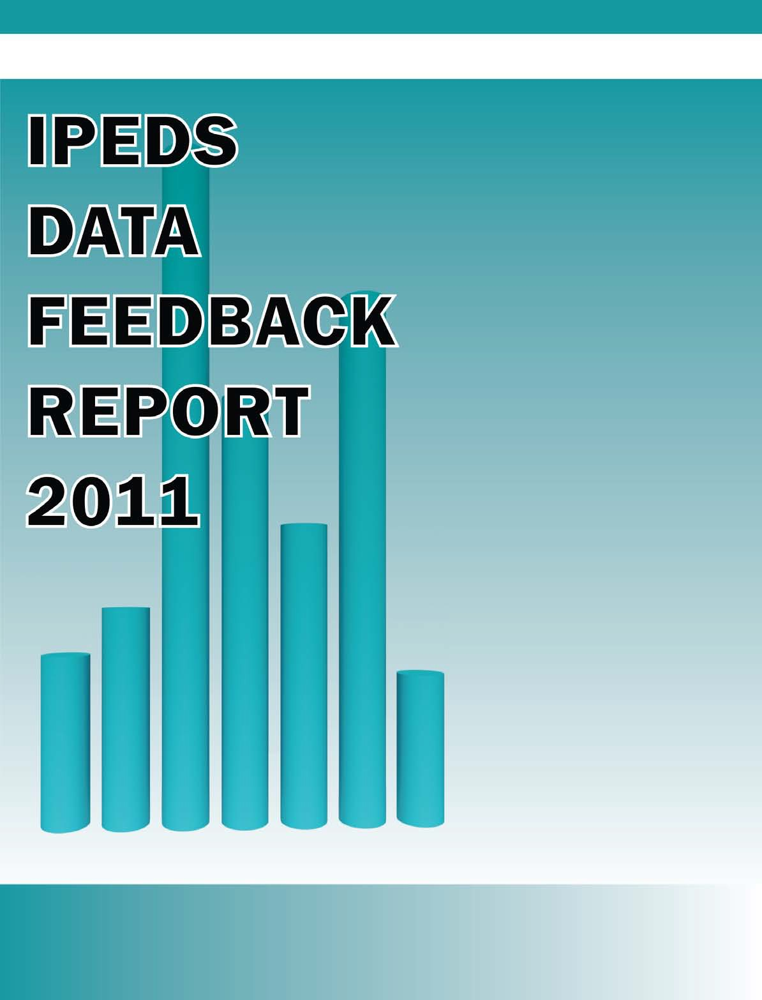 IPEDS
DATA
FEEDBACK
REPORT
2011